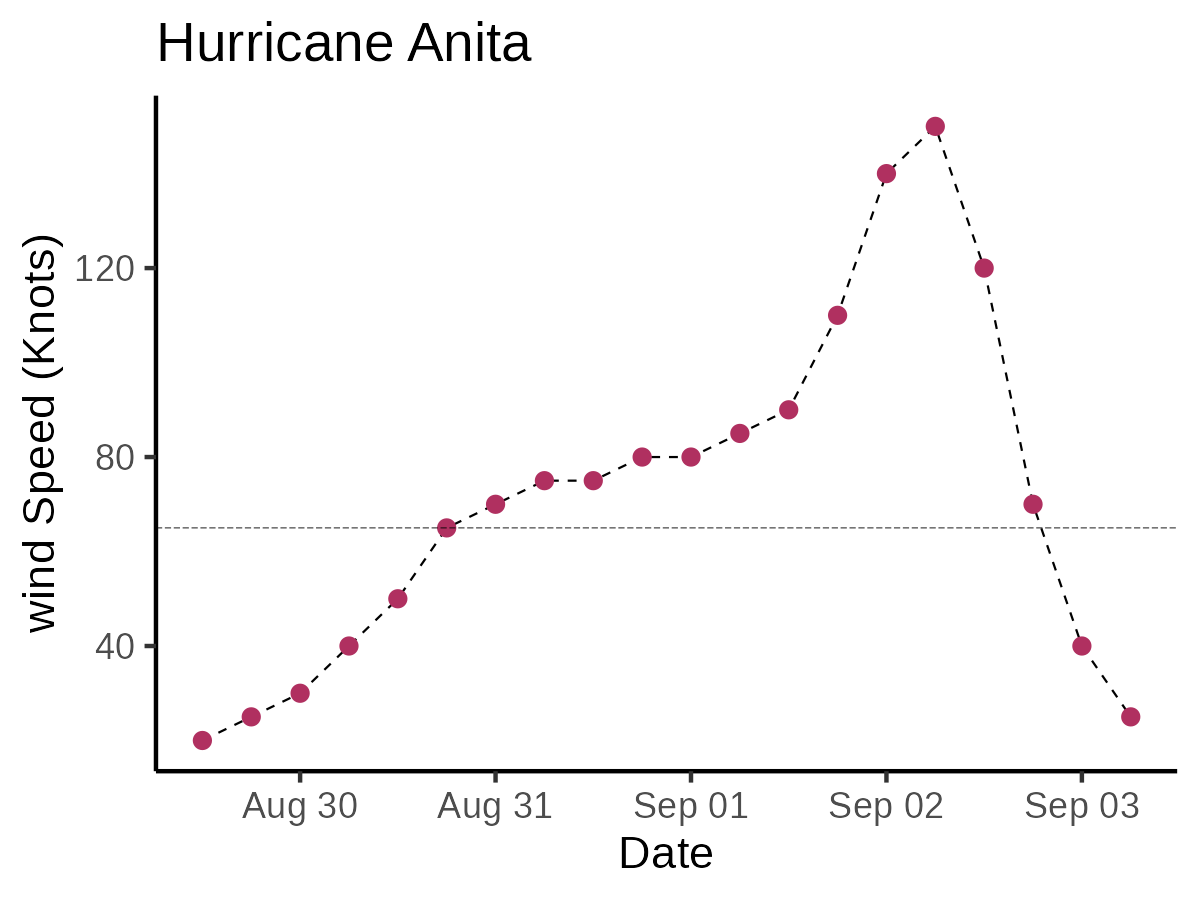 Hurricane Anita
wind Speed (Knots)
120
80
40
Aug 30
Aug 31
Sep 01
Sep 02
Sep 03
Date